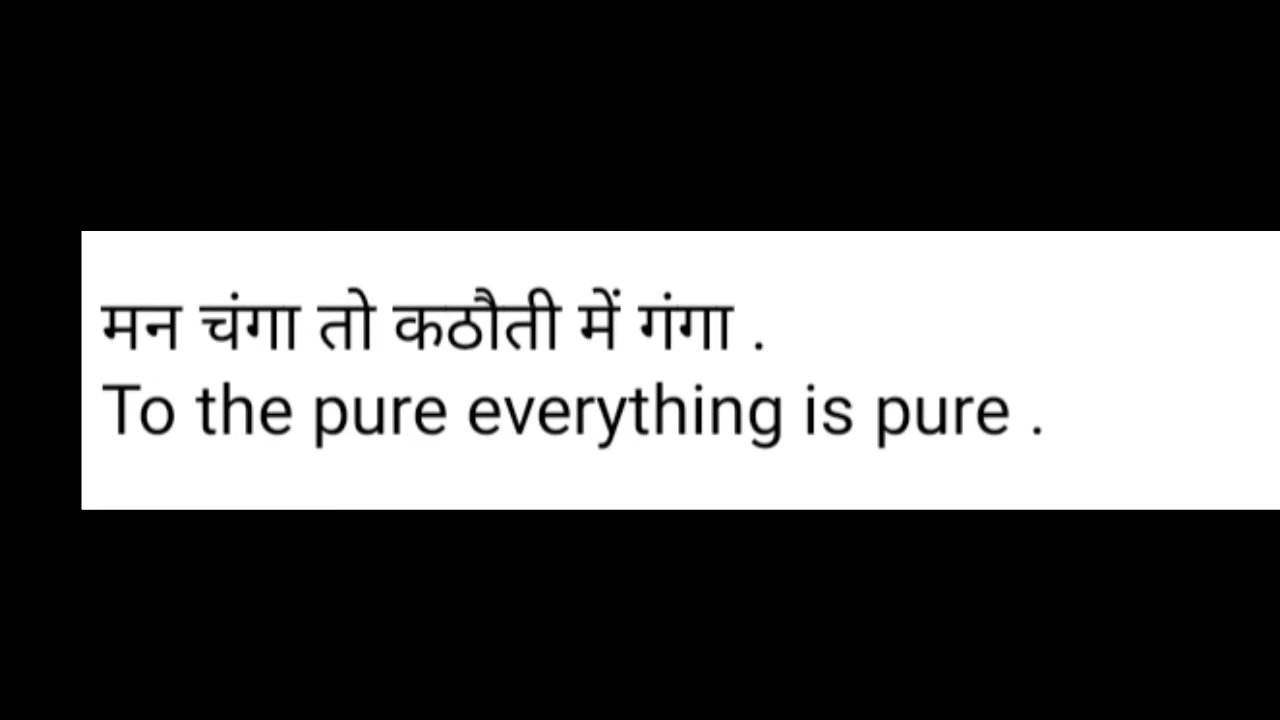 मन चंगा तो कठौती में गंगा .
To the pure everything is pure .